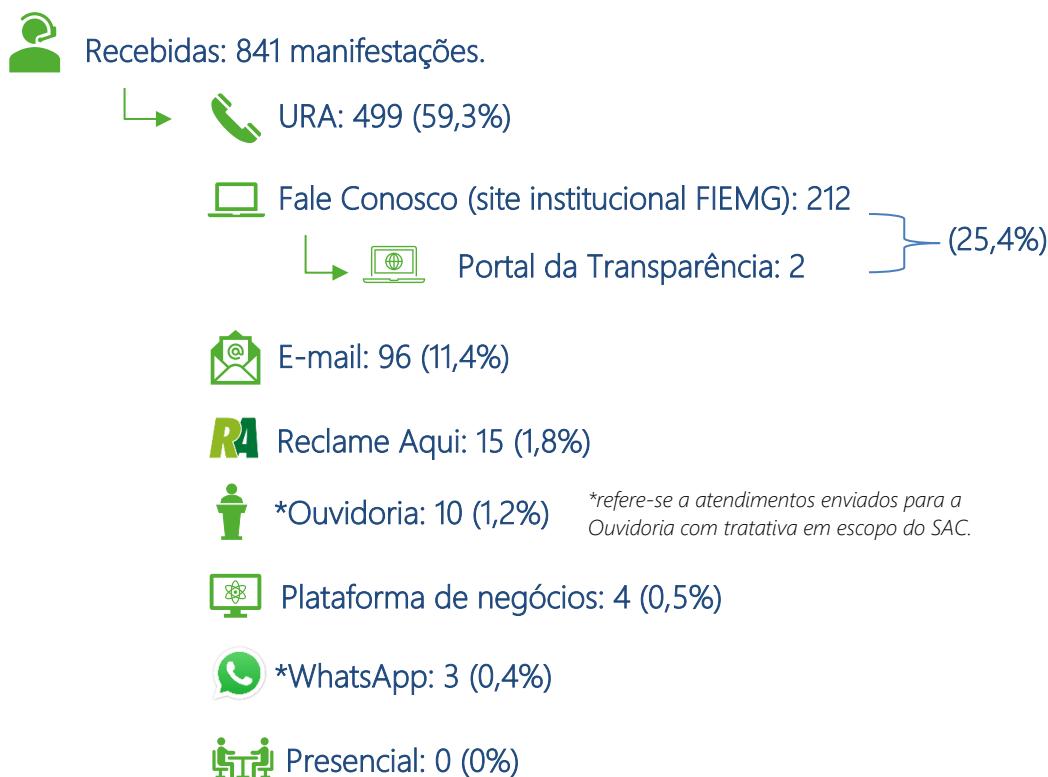 Recebidas: 841 manifestações.
URA: 499 (59,3%)
Fale Conosco (site institucional FIEMG): 212
(25,4%)
Portal da Transparência: 2
@
E-mail: 96 (11,4%)
RA Reclame Aqui: 15 (1,8%)
*Ouvidoria: 10 (1,2%)
*refere-se a atendimentos enviados para a
Ouvidoria com tratativa em escopo do SAC.
Plataforma de negócios: 4 (0,5%)
*WhatsApp: 3 (0,4%)
Presencial: 0 (0%)